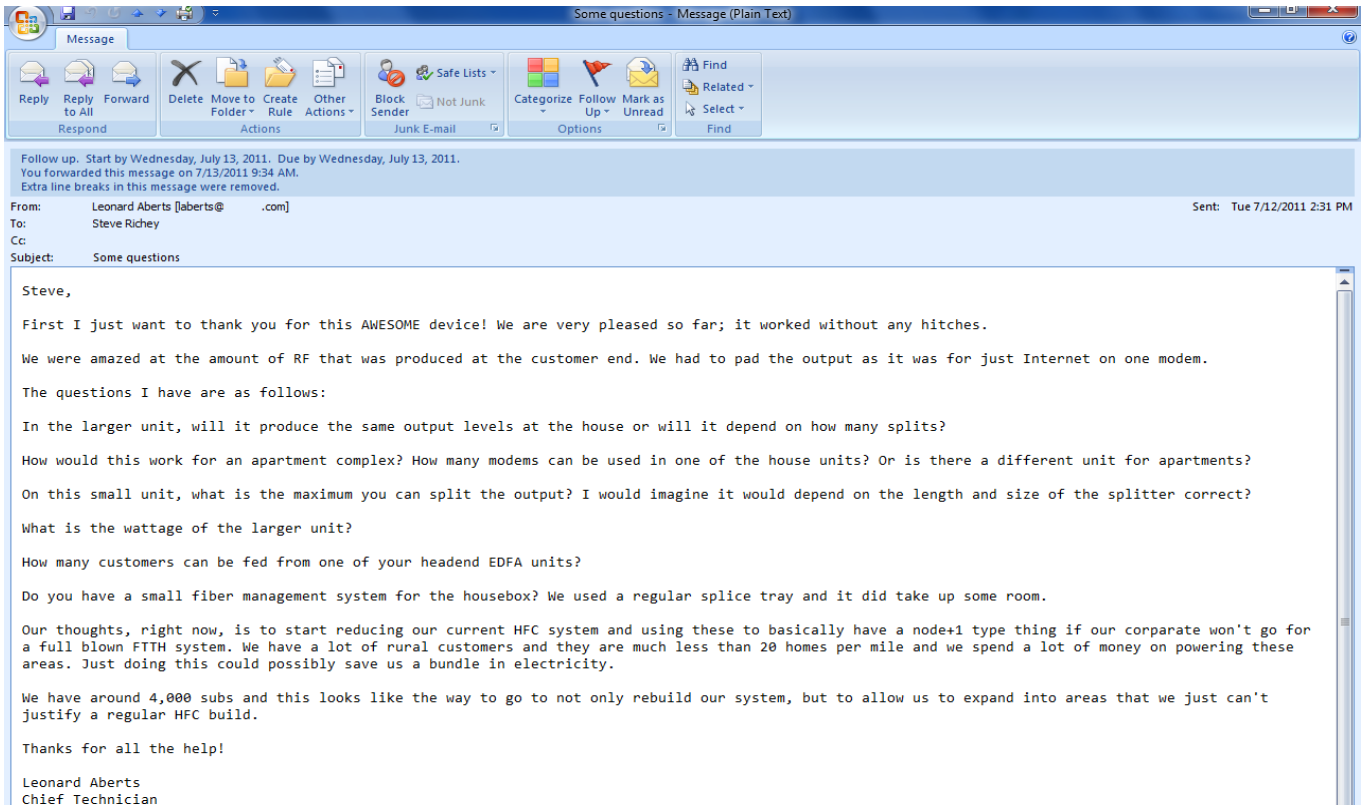 Some questions - Message (Plain Text)
Message
Reply
Reply to All
Forward
Respond
Delete
Move to Folder
Create Rule
Other Actions
Actions
Block Sender
Safe Lists
Not Junk
Junk E-mail
Categorize
Follow Up
Mark as Unread
Options
Find
Related
Select
Find
Follow up. Start by Wednesday, July 13, 2011. Due by Wednesday, July 13, 2011.
You forwarded this message on 7/13/2011 9:34 AM.
Extra line breaks in this message were removed.
From: Leonard Aberts [laberts@ .com] Sent: Tue 7/12/2011 2:31 PM
To: Steve Richey
Cc:
Subject: Some questions
Steve,
First I just want to thank you for this AWESOME device! We are very pleased so far; it worked without any hitches.
We were amazed at the amount of RF that was produced at the customer end. We had to pad the output as it was for just Internet on one modem.
The questions I have are as follows:
In the larger unit, will it produce the same output levels at the house or will it depend on how many splits?
How would this work for an apartment complex? How many modems can be used in one of the house units? Or is there a different unit for apartments?
On this small unit, what is the maximum you can split the output? I would imagine it would depend on the length and size of the splitter correct?
What is the wattage of the larger unit?
How many customers can be fed from one of your headend EDFA units?
Do you have a small fiber management system for the housebox? We used a regular splice tray and it did take up some room.
Our thoughts, right now, is to start reducing our current HFC system and using these to basically have a node+1 type thing if our corparate won't go for
a full blown FTTH system. We have a lot of rural customers and they are much less than 20 homes per mile and we spend a lot of money on powering these
areas. Just doing this could possibly save us a bundle in electricity.
We have around 4,000 subs and this looks like the way to go to not only rebuild our system, but to allow us to expand into areas that we just can't
justify a regular HFC build.
Thanks for all the help!
Leonard Aberts
Chief Technician